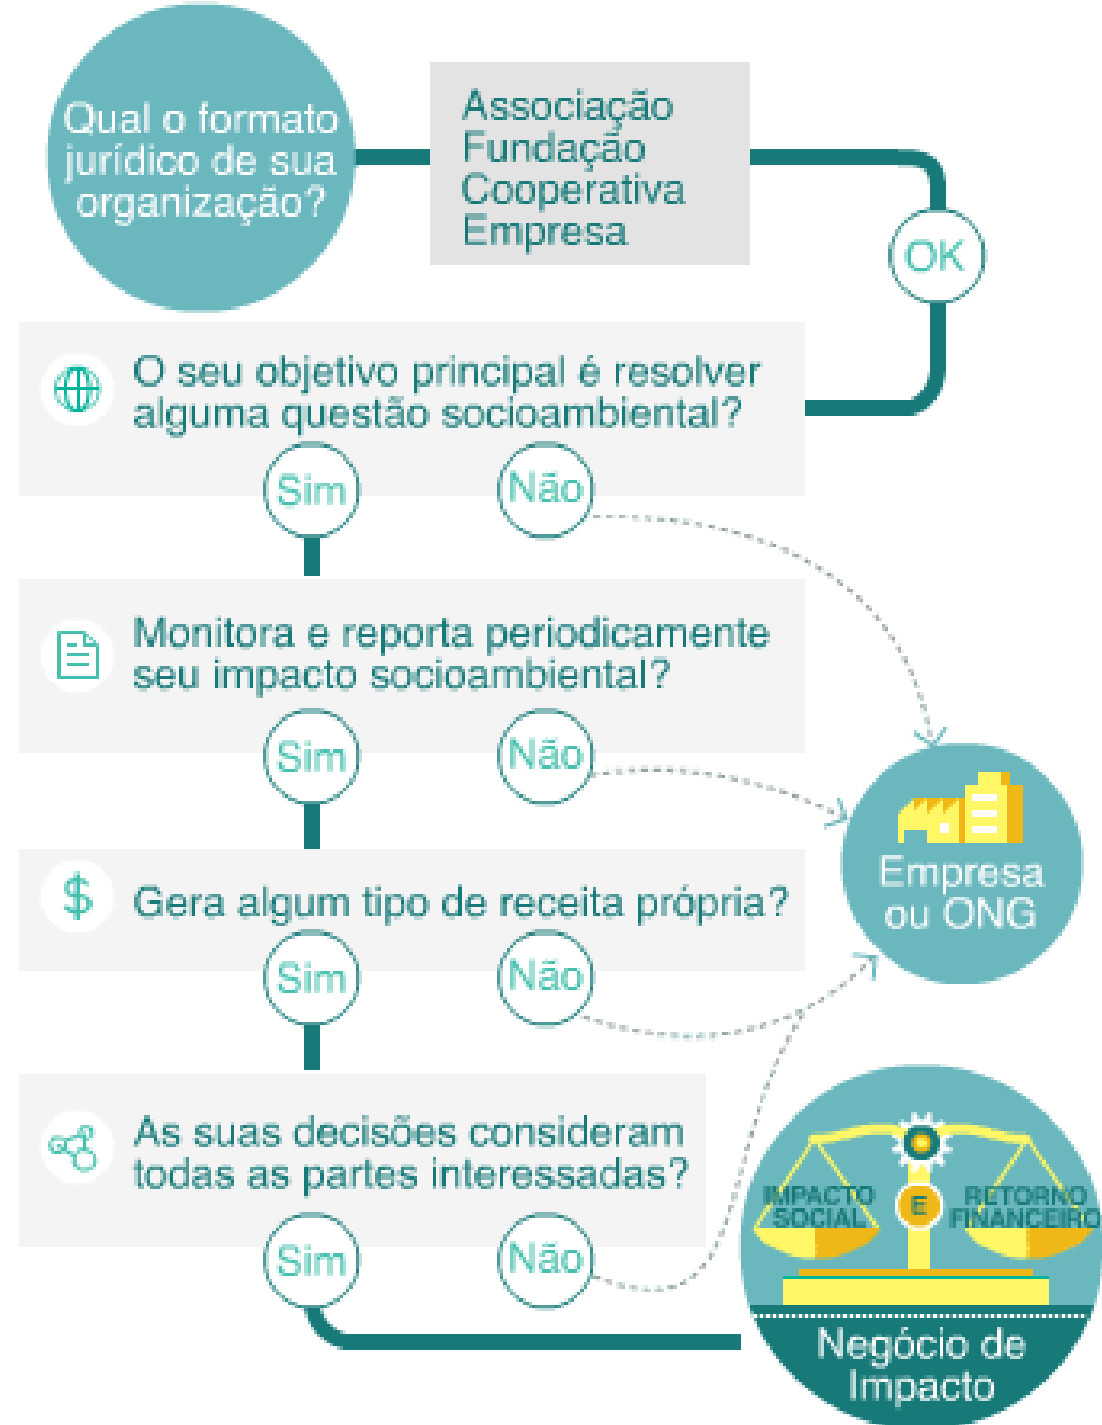 Qual o formato
jurídico de sua
organização?
Associação
Fundação
Cooperativa
Empresa
OK
O seu objetivo principal é resolver
alguma questão socioambiental?
Sim
Não
Monitora e reporta periodicamente
seu impacto socioambiental?
Sim
Não
Empresa
ou ONG
$
Gera algum tipo de receita própria?
Sim
Não
As suas decisões consideram
todas as partes interessadas?
Sim
Não
IMPACTO
SOCIAL
E
RETORNO
FINANCEIRO
Negócio de
Impacto